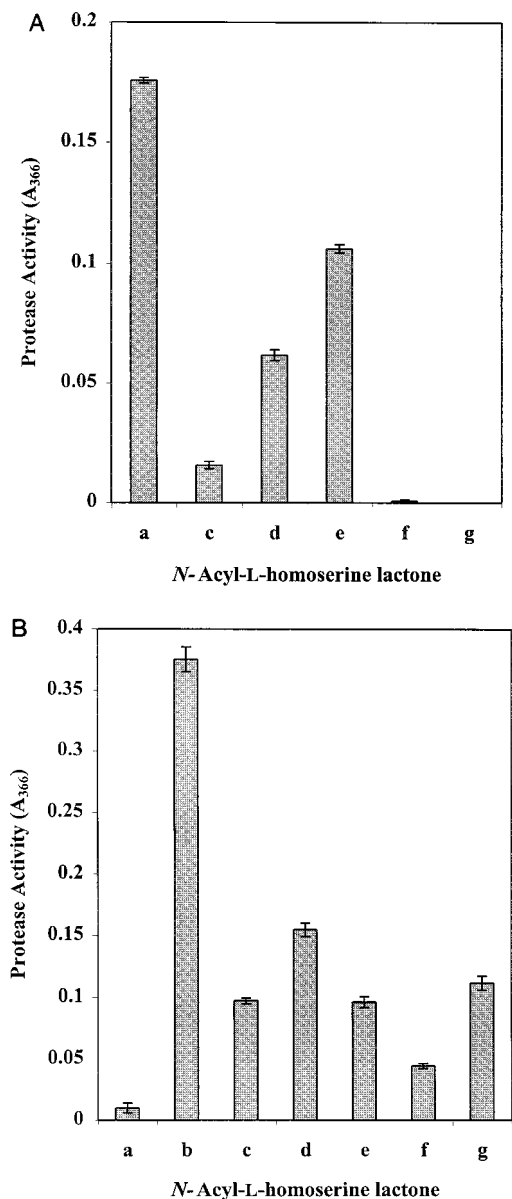 A
0.2
0.15
0.1
0.05
0
Protease Activity (A366)
a c d e f g
N-Acyl-L-homoserine lactone
B
0.4
0.35
0.3
0.25
0.2
0.15
0.1
0.05
0
Protease Activity (A366)
a b c d e f g
N-Acyl-L-homoserine lactone